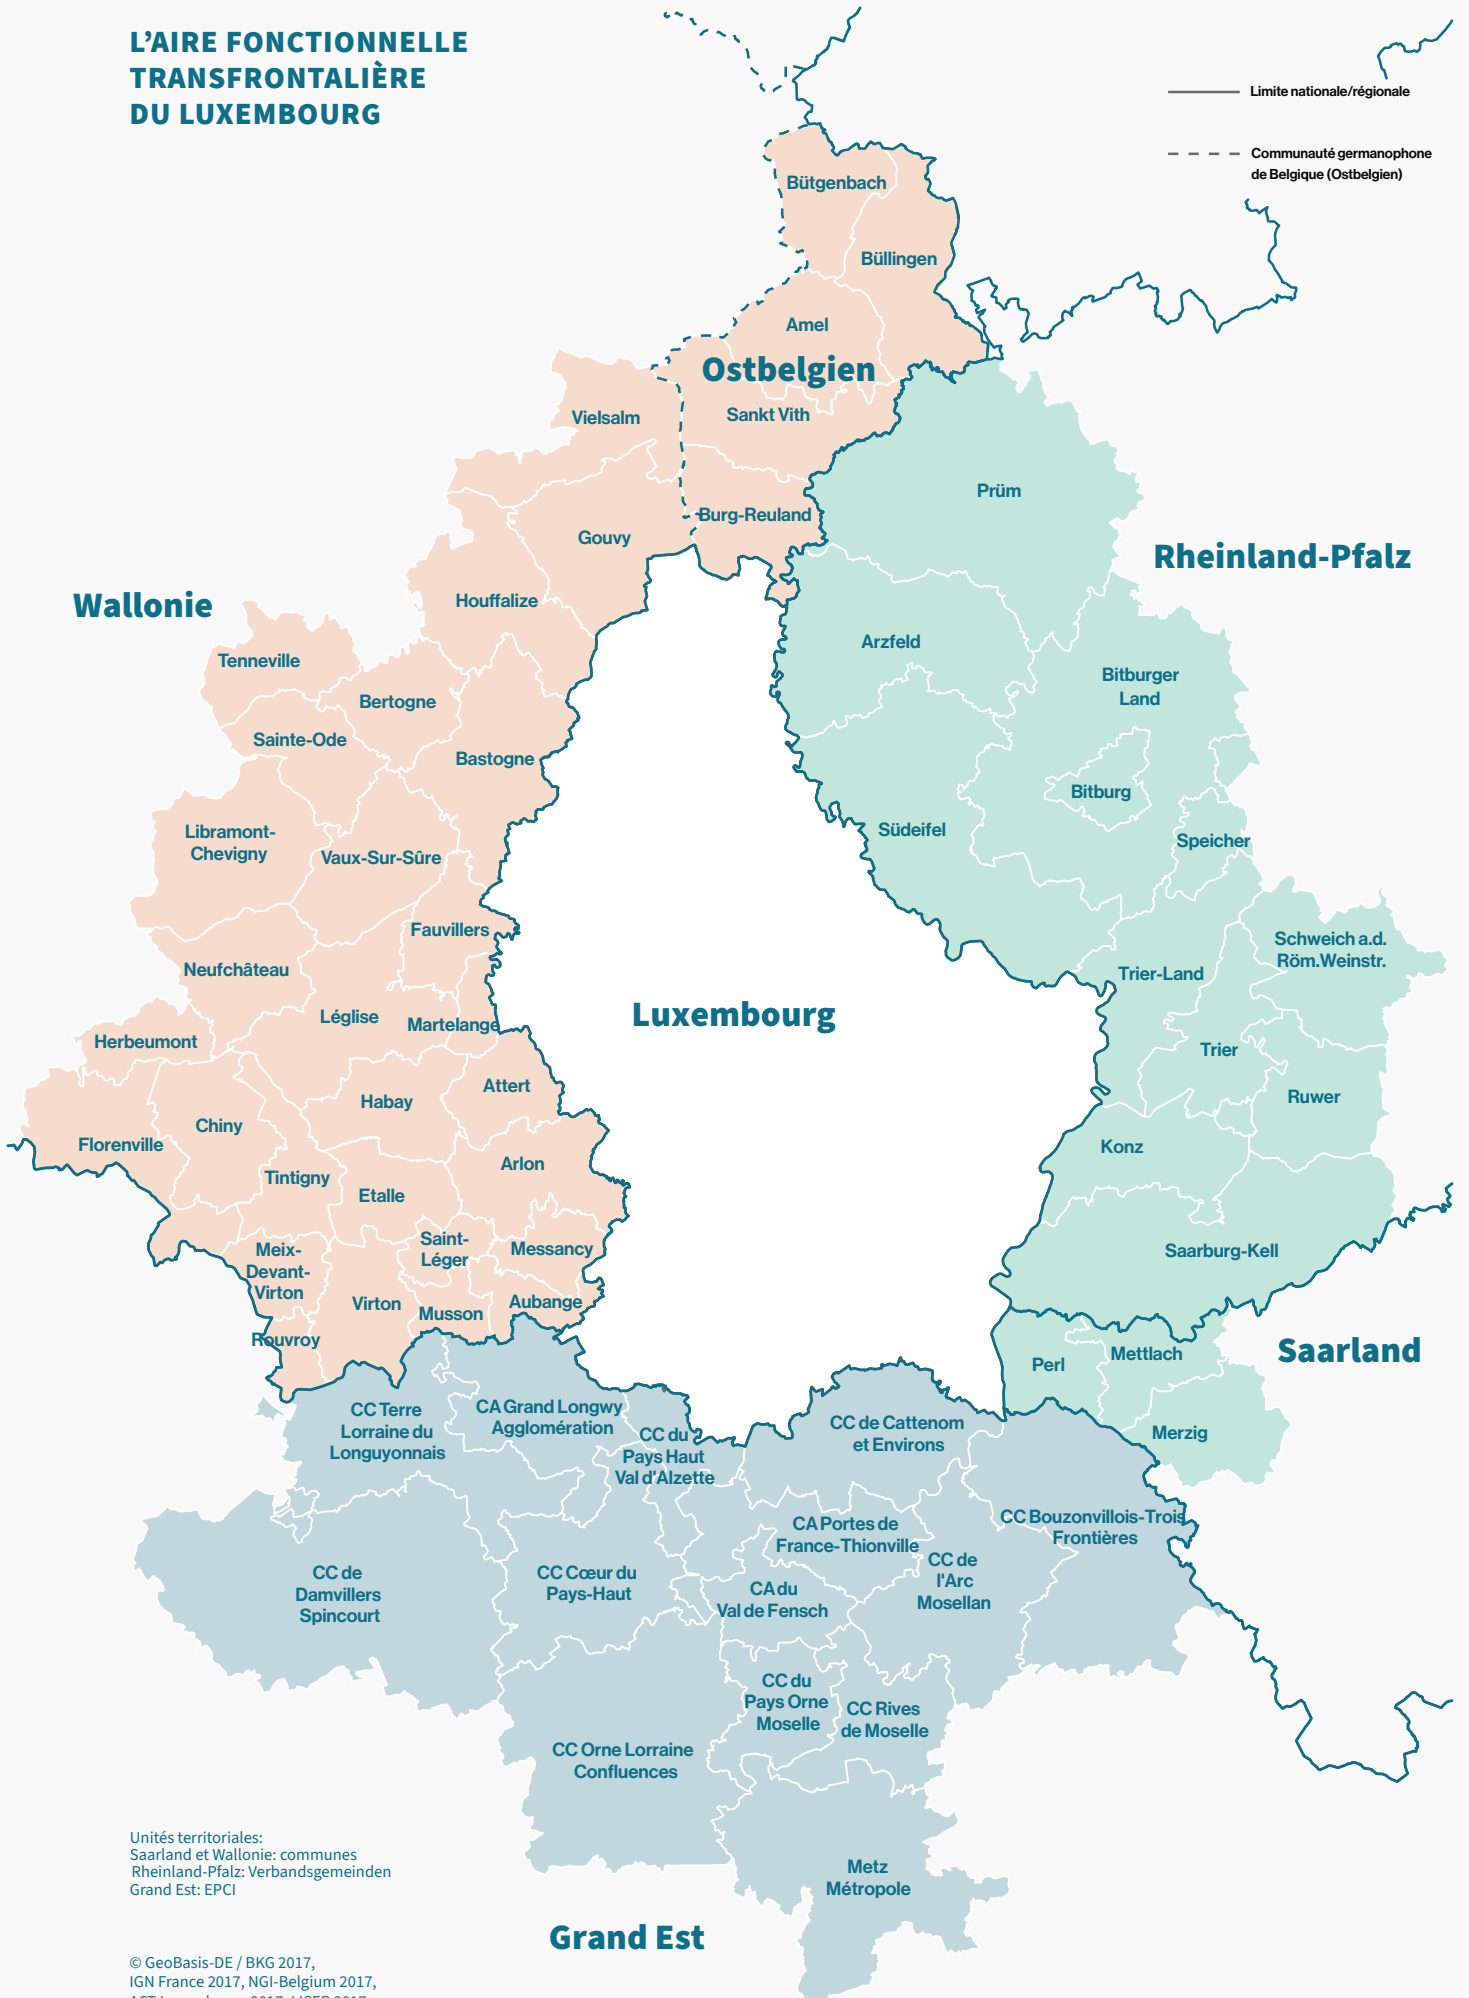 L'AIRE FONCTIONNELLE
TRANSFRONTALIÈRE
DU LUXEMBOURG
Limite nationale/régionale
Communauté germanophone
de Belgique (Ostbelgien)
Bütgenbach
Büllingen
Amel
Ostbelgien
Sankt Vith
Vielsalm
Burg-Reuland
Gouvy
Prüm
Rheinland-Pfalz
Wallonie
Houffalize
Arzfeld
Tenneville
Bertogne
Bitburger
Land
Sainte-Ode
Bastogne
Bitburg
Libramont-
Chevigny
Vaux-Sur-Sûre
Südeifel
Speicher
Fauvillers
Neufchâteau
Schweich a.d.
Röm.Weinstr.
Trier-Land
Léglise
Martelange
Luxembourg
Herbeumont
Trier
Attert
Habay
Ruwer
Chiny
Florenville
Konz
Arlon
Tintigny
Etalle
Saint-
Léger
Messancy
Saarburg-Kell
Meix-
Devant-
Virton
Virton
Musson
Aubange
Rouvroy
Saarland
Perl
Mettlach
Merzig
CC Terre
Lorraine du
Longuyonnais
CA Grand Longwy
Agglomération
CC du
Pays Haut
Val d'Alzette
CC de Cattenom
et Environs
CC Bouzonvillois-Trois
Frontières
CA Portes de
France-Thionville
CC de
l'Arc
Mosellan
CC de
Damvillers
Spincourt
CC Cœur du
Pays-Haut
CA du
Val de Fensch
CC du
Pays Orne
Moselle
CC Rives
de Moselle
CC Orne Lorraine
Confluences
Metz
Métropole
Grand Est
Unités territoriales:
Saarland et Wallonie: communes
Rheinland-Pfalz: Verbandsgemeinden
Grand Est: EPCI
© GeoBasis-DE / BKG 2017,
IGN France 2017, NGI-Belgium 2017,